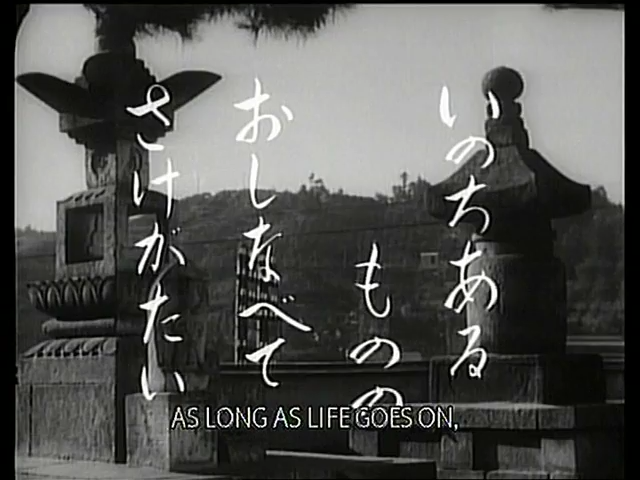 いのちある
ものの
おしなべて
さけがたい
AS LONG AS LIFE GOES ON,